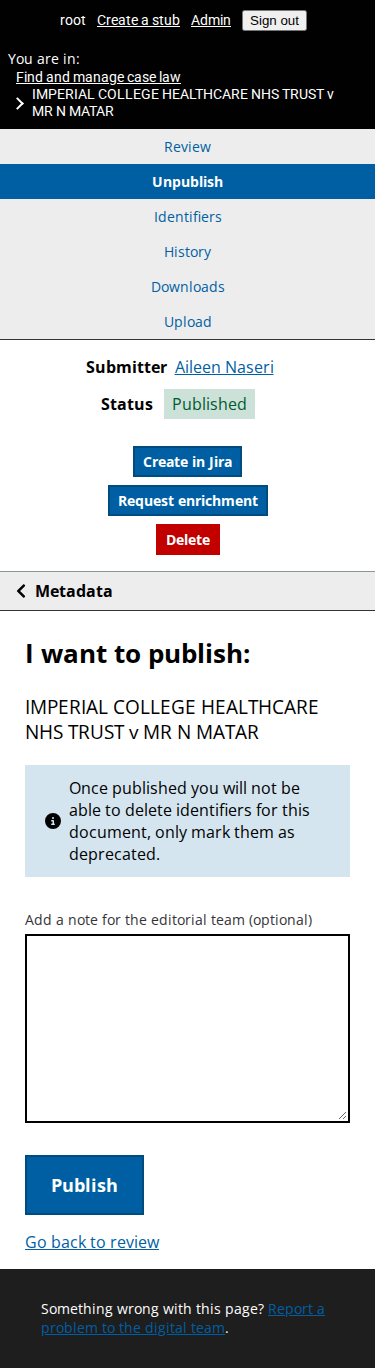 root Create a stub Admin Sign out
You are in:
Find and manage case law
IMPERIAL COLLEGE HEALTHCARE NHS TRUST v
MR N MATAR
Review
Unpublish
Identifiers
History
Downloads
Upload
Submitter Aileen Naseri
Status Published
Create in Jira
Request enrichment
Delete
Metadata
I want to publish:
IMPERIAL COLLEGE HEALTHCARE
NHS TRUST v MR N MATAR
Once published you will not be
able to delete identifiers for this
document, only mark them as
deprecated.
Add a note for the editorial team (optional)
Publish
Go back to review
Something wrong with this page? Report a
problem to the digital team.